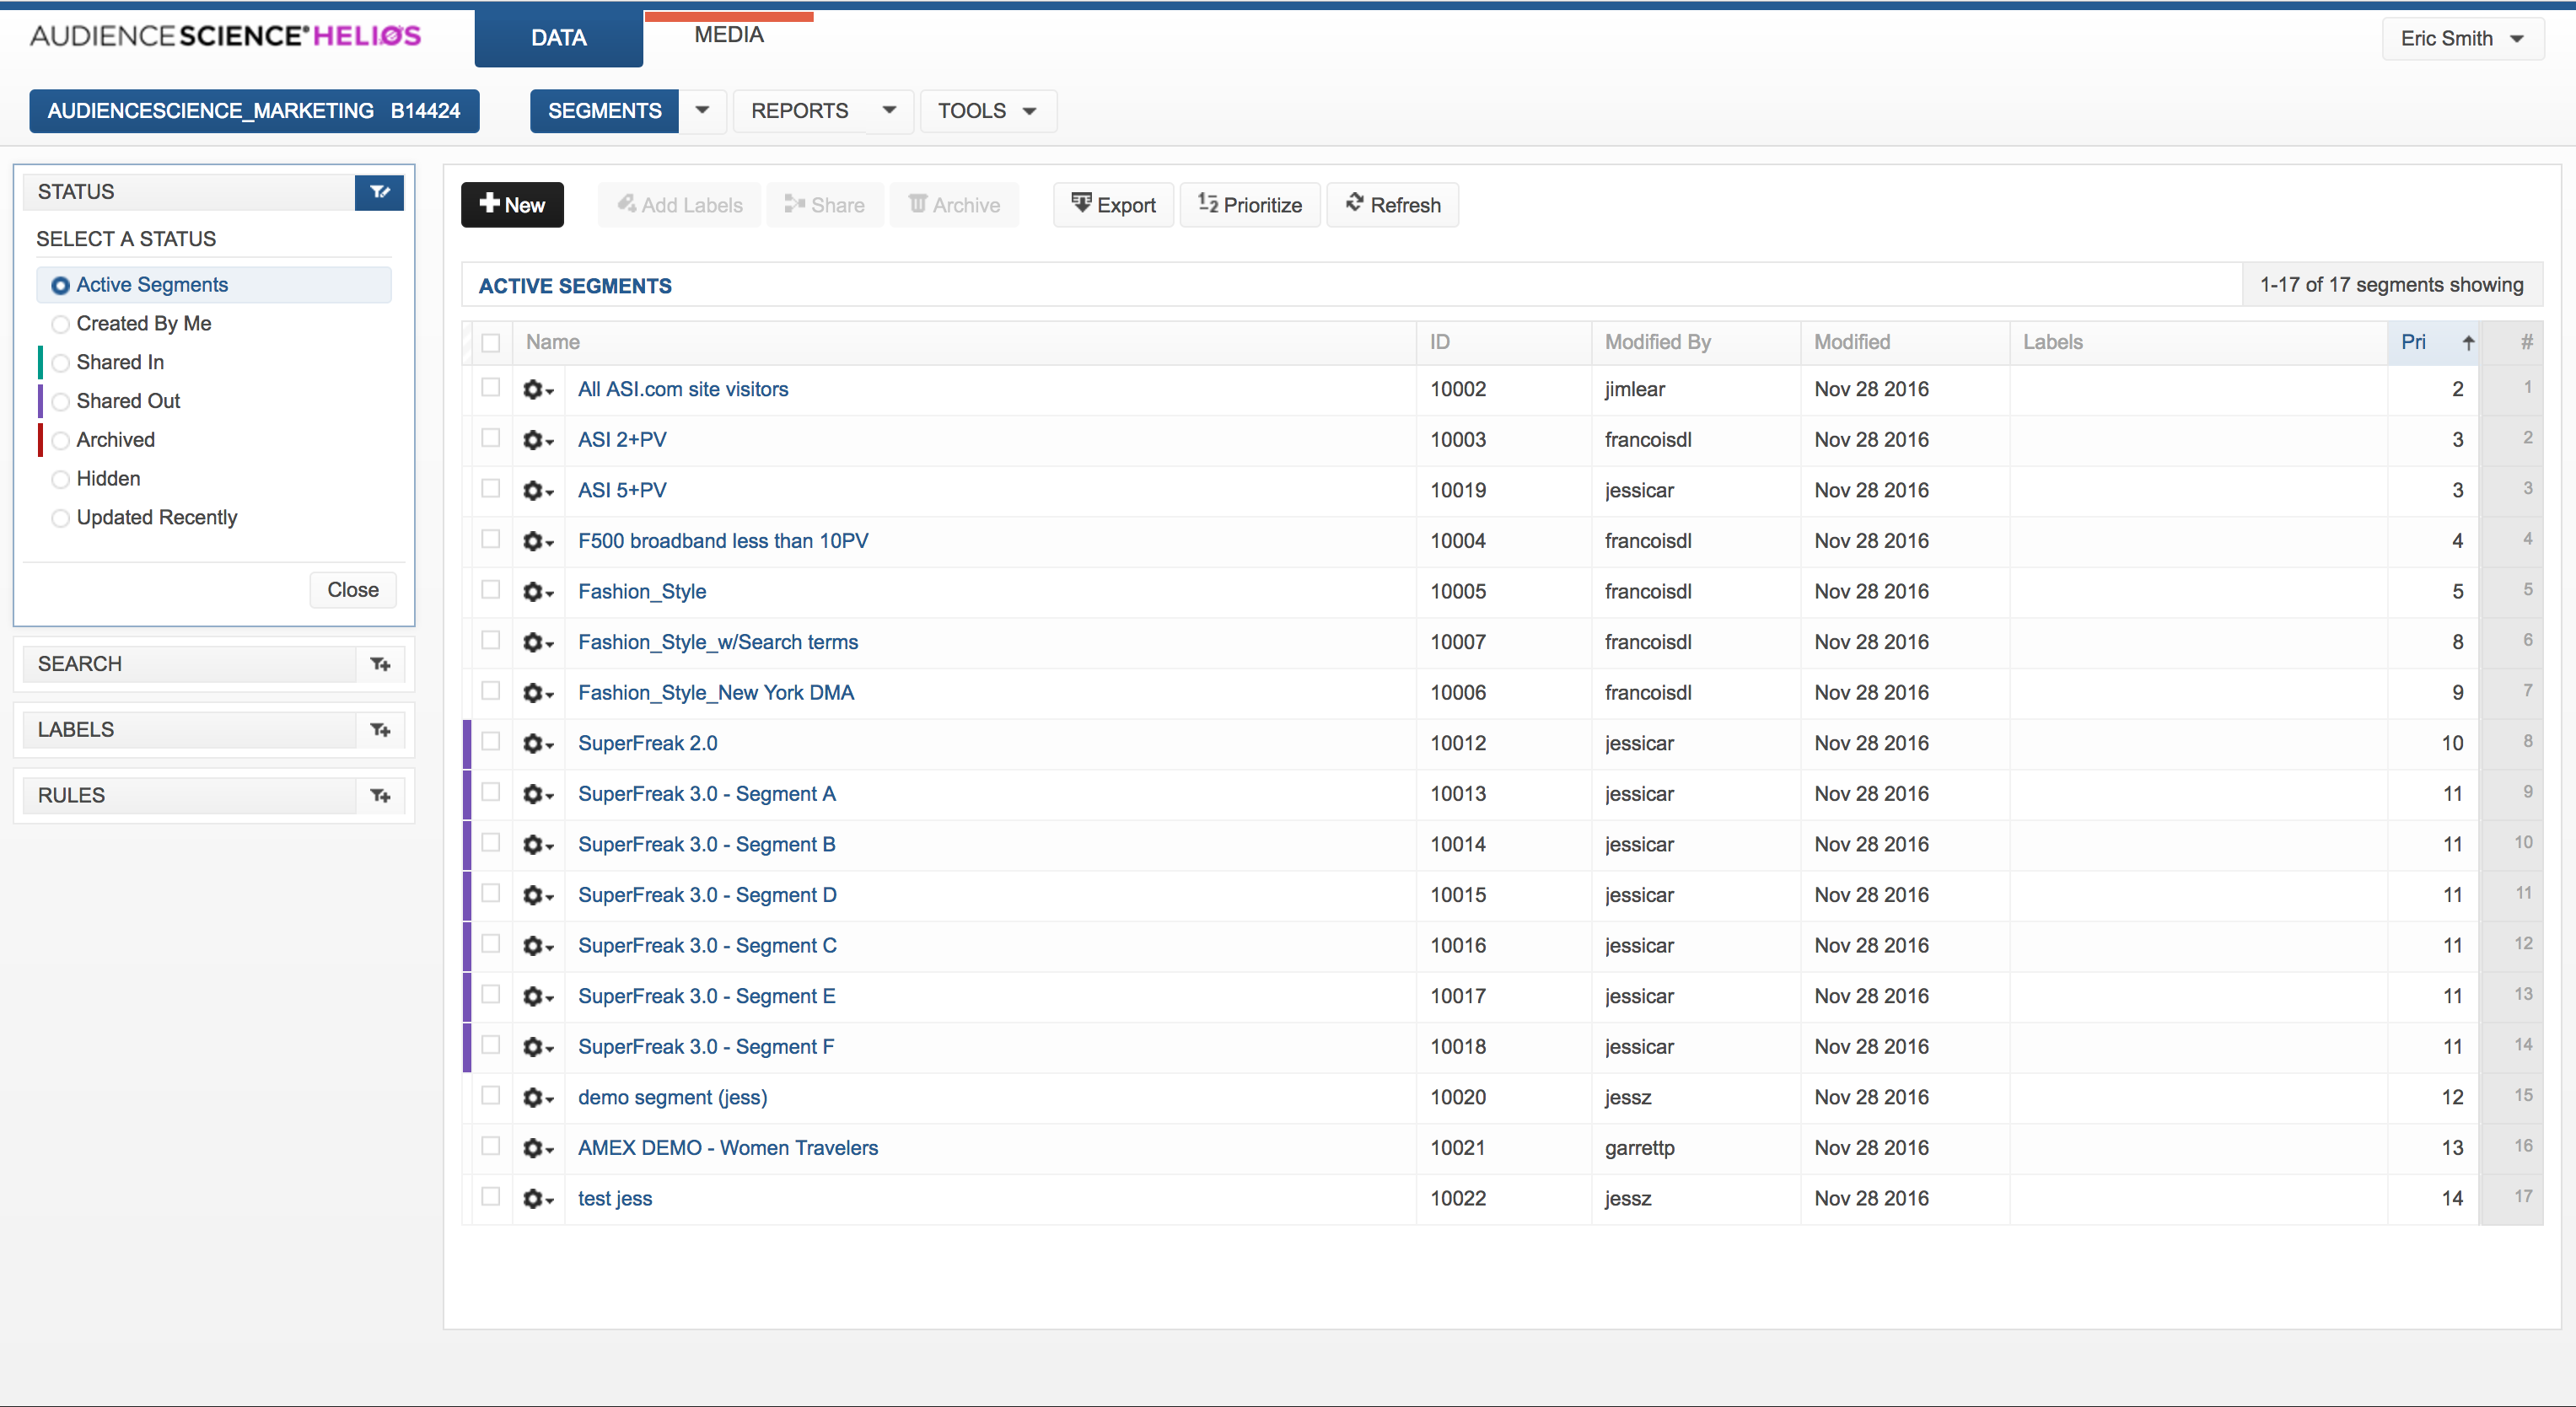 AUDIENCESCIENCE® HELIOS
DATA
MEDIA
Eric Smith
AUDIENCESCIENCE_MARKETING B14424
SEGMENTS
REPORTS
TOOLS
STATUS
SELECT A STATUS
Active Segments
Created By Me
Shared In
Shared Out
Archived
Hidden
Updated Recently
Close
SEARCH
LABELS
RULES
New
Add Labels
Share
Archive
Export
Prioritize
Refresh
ACTIVE SEGMENTS
1-17 of 17 segments showing
Name ID Modified By Modified Labels Pri #
All ASI.com site visitors 10002 jimlear Nov 28 2016 2 1
ASI 2+PV 10003 francoisdl Nov 28 2016 3 2
ASI 5+PV 10019 jessicar Nov 28 2016 3 3
F500 broadband less than 10PV 10004 francoisdl Nov 28 2016 4 4
Fashion_Style 10005 francoisdl Nov 28 2016 5 5
Fashion_Style_w/Search terms 10007 francoisdl Nov 28 2016 8 6
Fashion_Style_New York DMA 10006 francoisdl Nov 28 2016 9 7
SuperFreak 2.0 10012 jessicar Nov 28 2016 10 8
SuperFreak 3.0 - Segment A 10013 jessicar Nov 28 2016 11 9
SuperFreak 3.0 - Segment B 10014 jessicar Nov 28 2016 11 10
SuperFreak 3.0 - Segment D 10015 jessicar Nov 28 2016 11 11
SuperFreak 3.0 - Segment C 10016 jessicar Nov 28 2016 11 12
SuperFreak 3.0 - Segment E 10017 jessicar Nov 28 2016 11 13
SuperFreak 3.0 - Segment F 10018 jessicar Nov 28 2016 11 14
demo segment (jess) 10020 jessz Nov 28 2016 12 15
AMEX DEMO - Women Travelers 10021 garrettp Nov 28 2016 13 16
test jess 10022 jessz Nov 28 2016 14 17